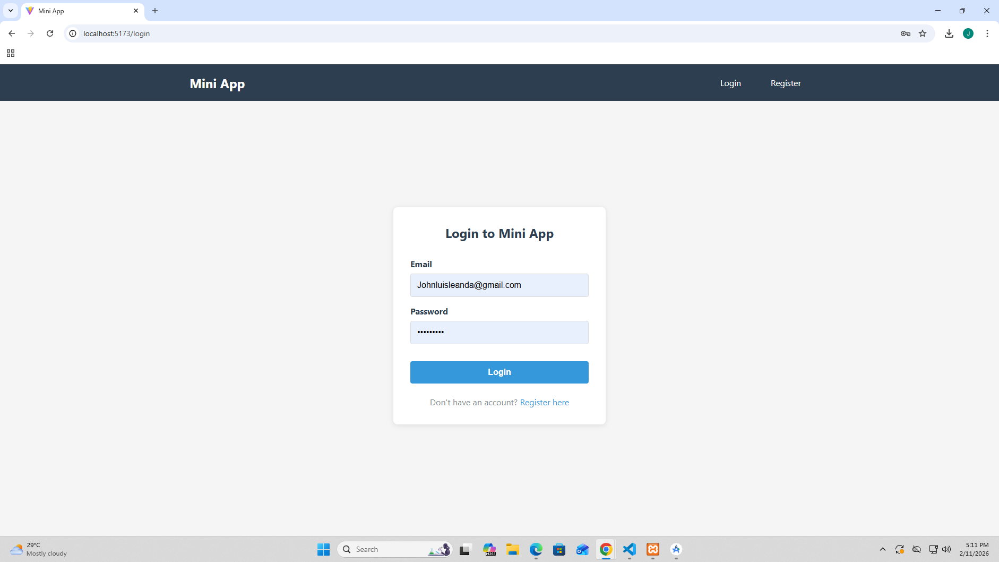 Mini App
localhost:5173/login
J
Mini App
Login
Register
Login to Mini App
Email
Johnluisleanda@gmail.com
Password
•••••••••
Login
Don't have an account? Register here
29°C
Mostly cloudy
Search
M365
5:11 PM
2/11/2026